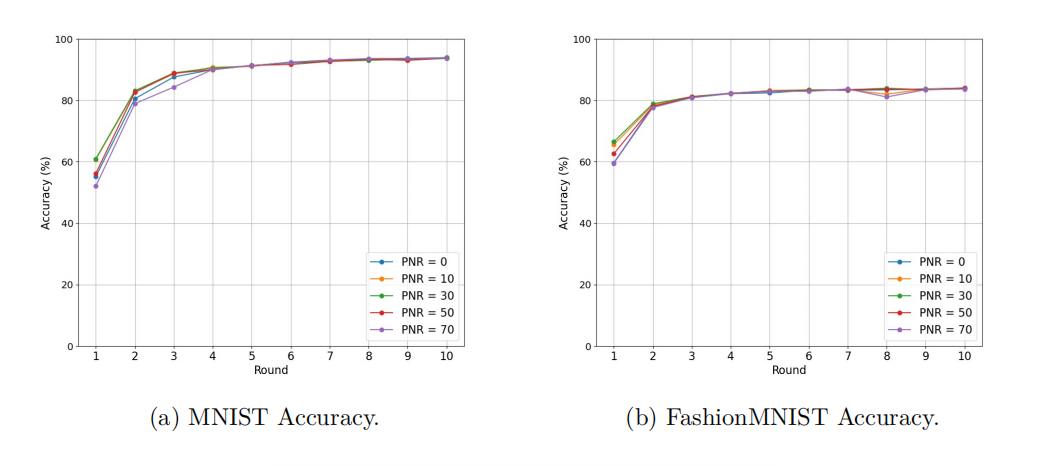 100
80
60
40
20
0
Accuracy (%)
PNR = 0
PNR = 10
PNR = 30
PNR = 50
PNR = 70
1 2 3 4 5 6 7 8 9 10
Round
(a) MNIST Accuracy.
100
80
60
40
20
0
Accuracy (%)
PNR = 0
PNR = 10
PNR = 30
PNR = 50
PNR = 70
1 2 3 4 5 6 7 8 9 10
Round
(b) FashionMNIST Accuracy.